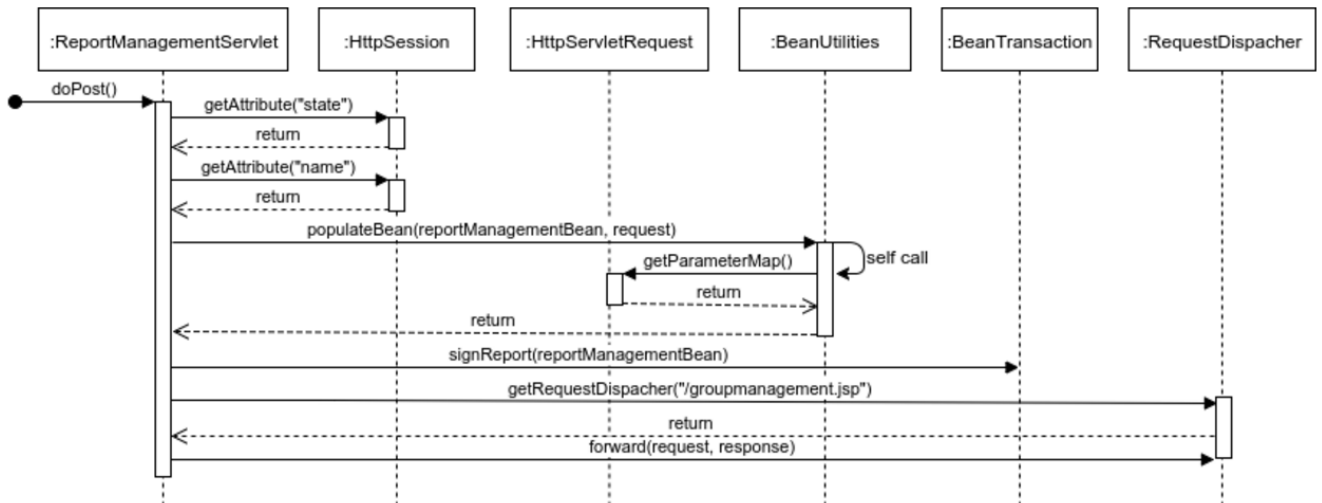 :ReportManagementServlet
:HttpSession
:HttpServletRequest
:BeanUtilities
:BeanTransaction
:RequestDispacher
doPost()
getAttribute("state")
return
getAttribute("name")
return
populateBean(reportManagementBean, request)
self call
getParameterMap()
return
return
signReport(reportManagementBean)
getRequestDispacher("/groupmanagement.jsp")
return
forward(request, response)